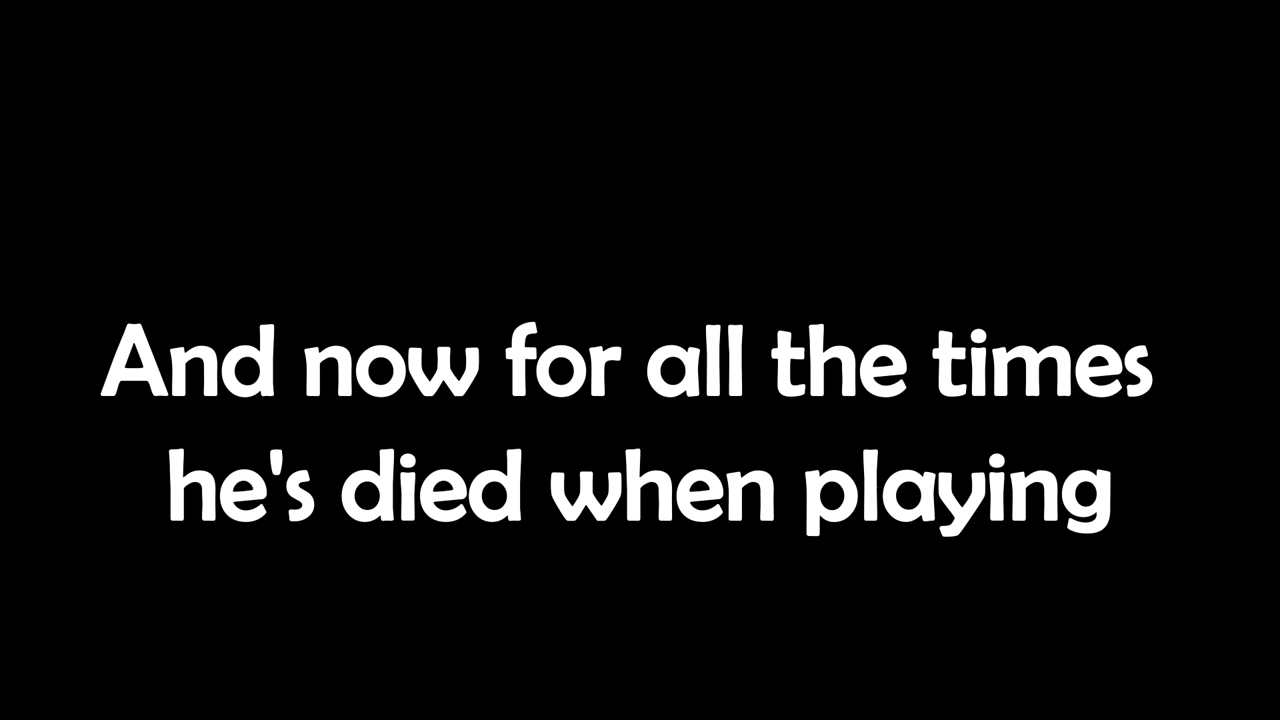 And now for all the times
he's died when playing